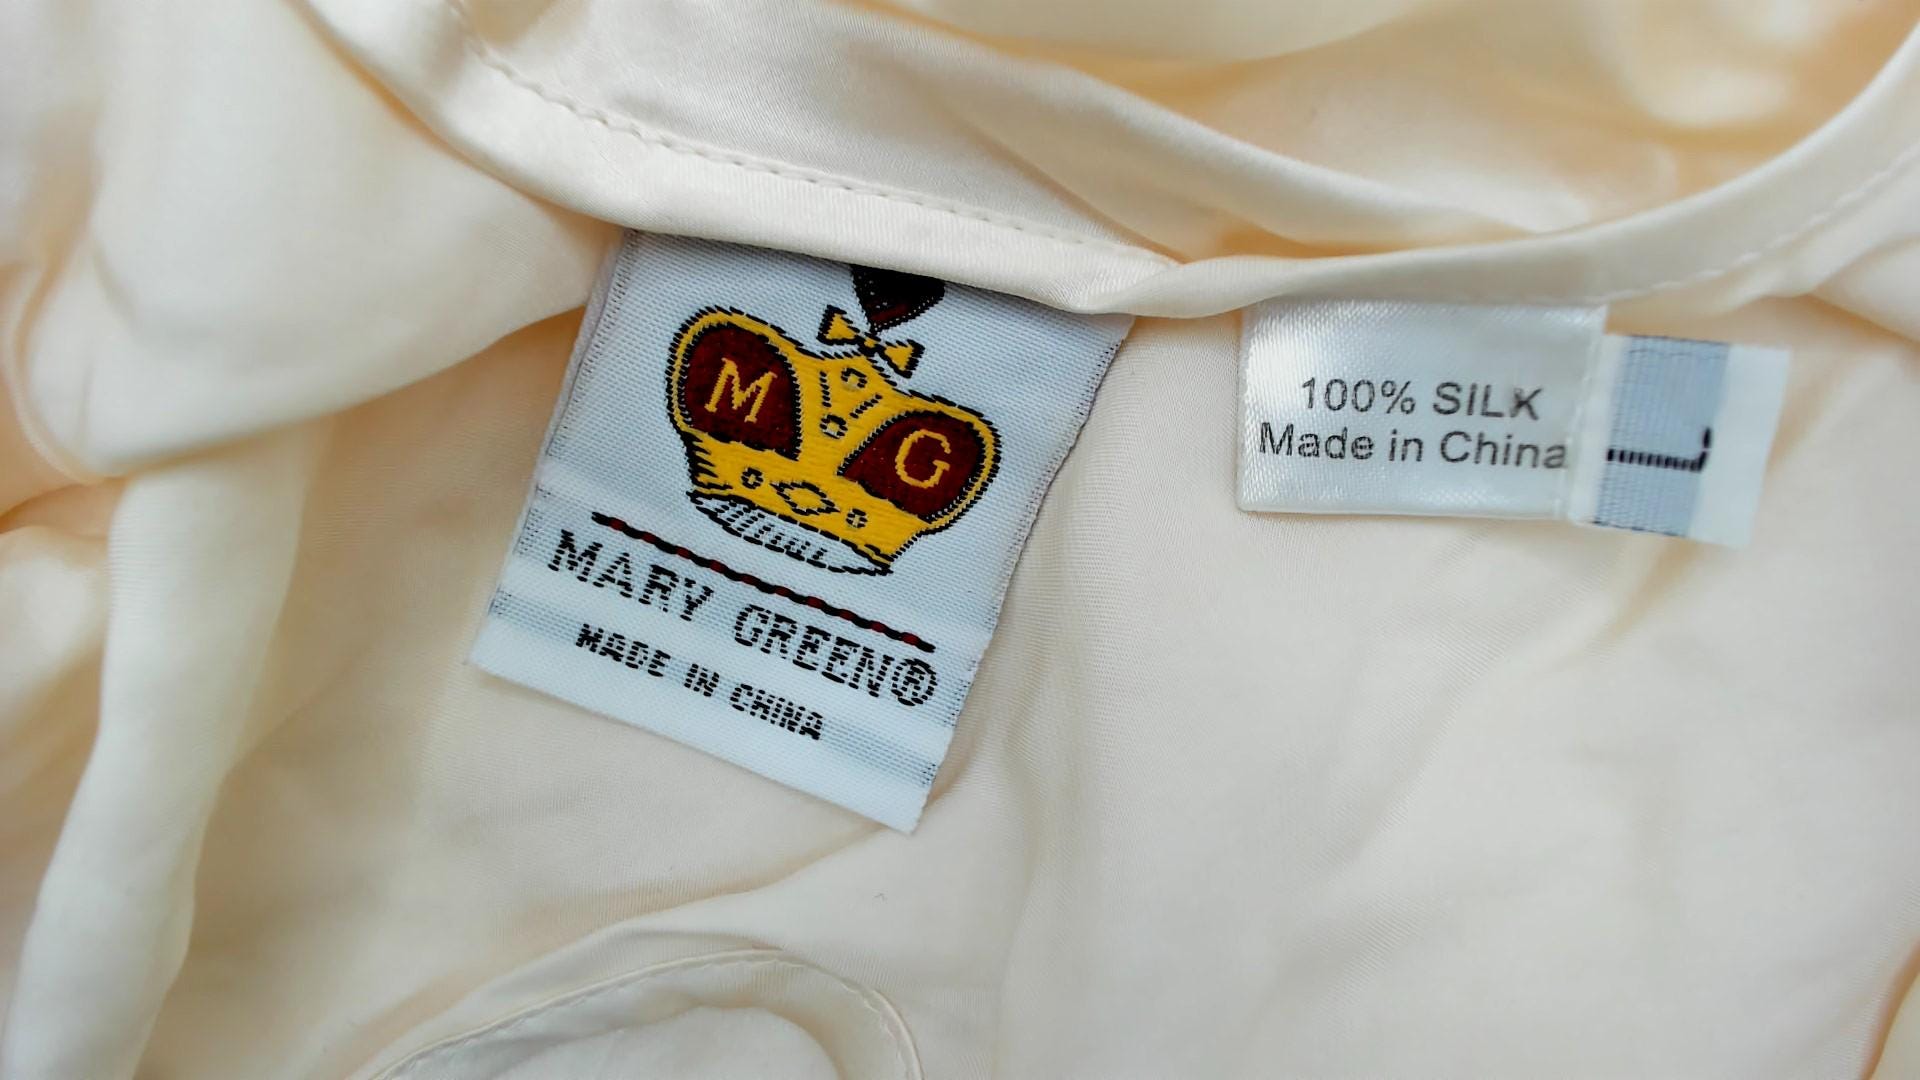 M G
MARY GREEN®
MADE IN CHINA
100% SILK
Made in China
L